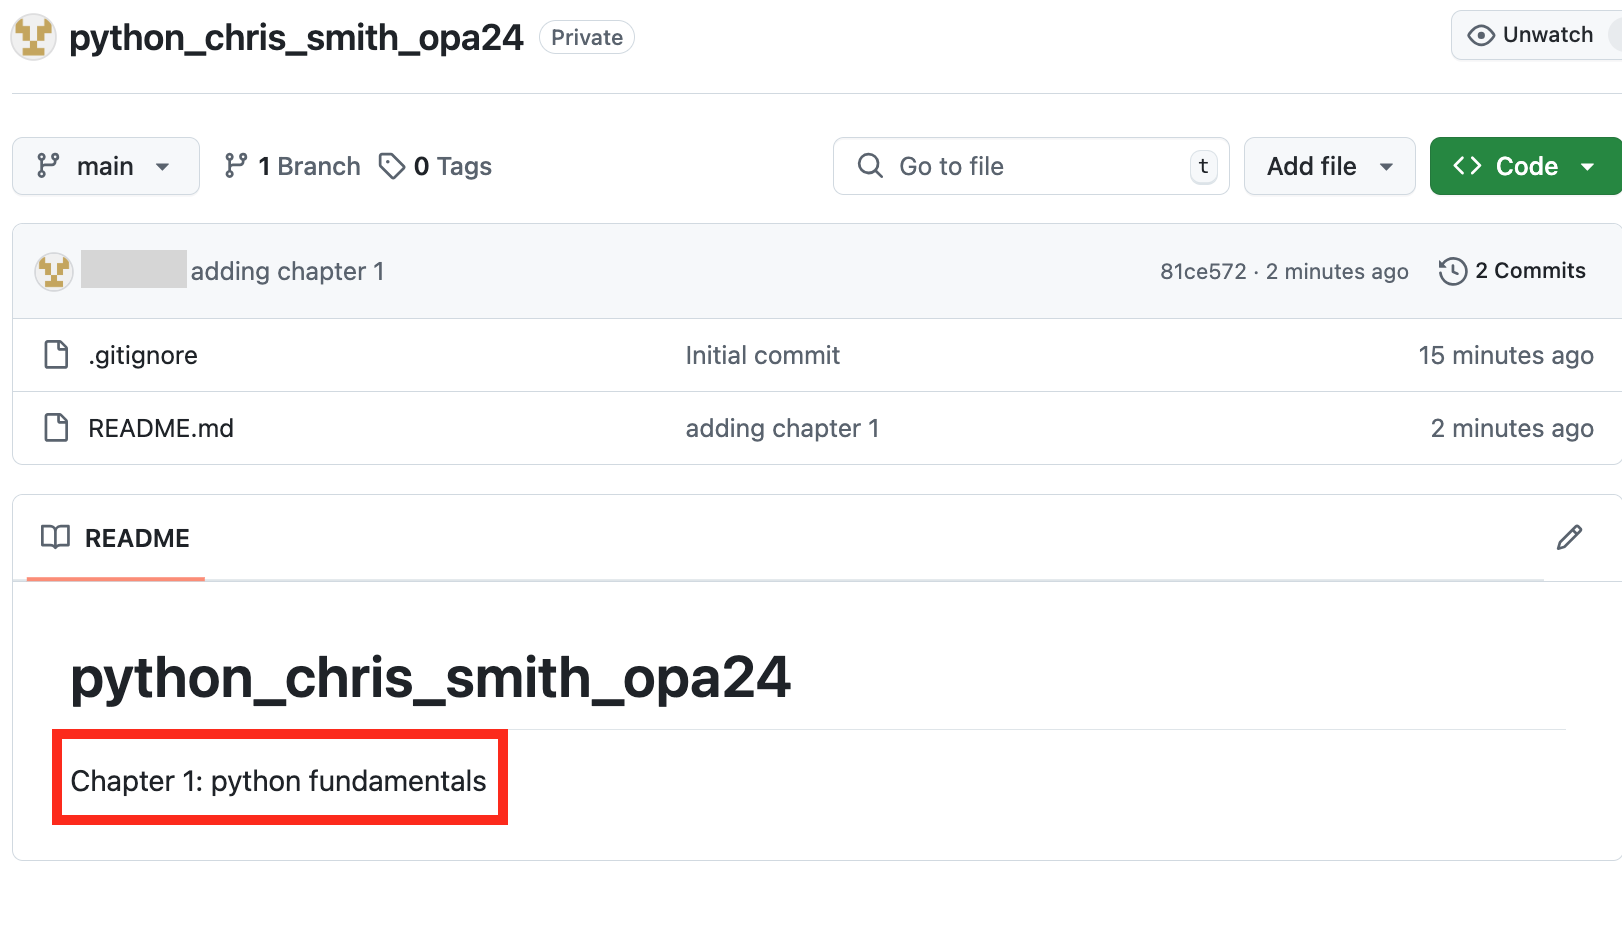 python_chris_smith_opa24 Private Unwatch
main 1 Branch 0 Tags Go to file t Add file Code
adding chapter 1 81ce572 · 2 minutes ago 2 Commits
.gitignore Initial commit 15 minutes ago
README.md adding chapter 1 2 minutes ago
README
python_chris_smith_opa24
Chapter 1: python fundamentals